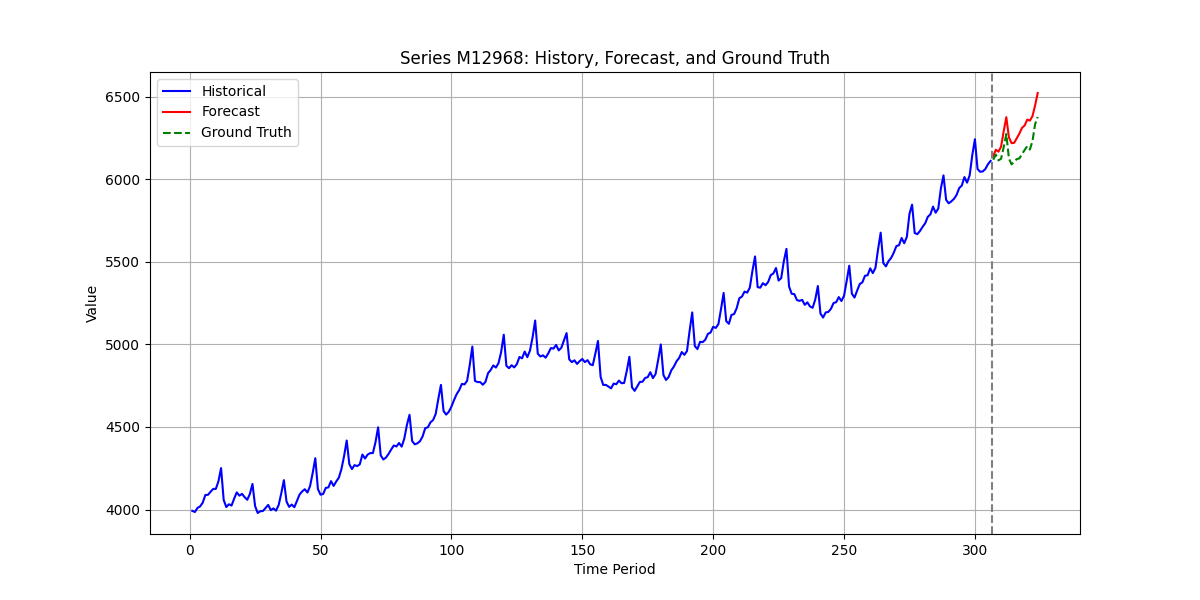 Series M12968: History, Forecast, and Ground Truth
Historical
Forecast
Ground Truth
6500
6000
5500
5000
4500
4000
Value
0 50 100 150 200 250 300
Time Period